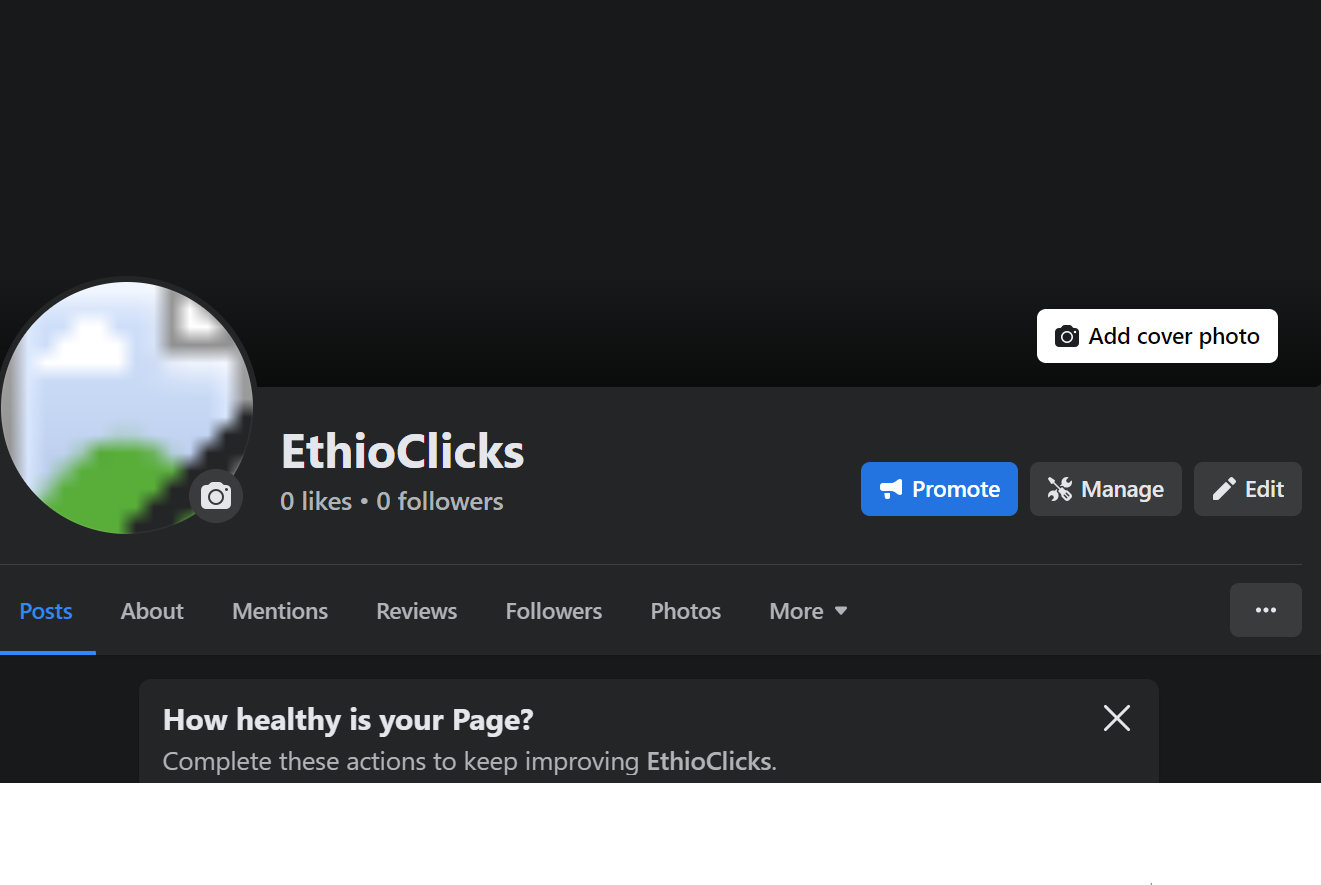 Add cover photo
EthioClicks
0 likes • 0 followers
Promote
Manage
Edit
Posts
About
Mentions
Reviews
Followers
Photos
More
How healthy is your Page?
Complete these actions to keep improving EthioClicks.